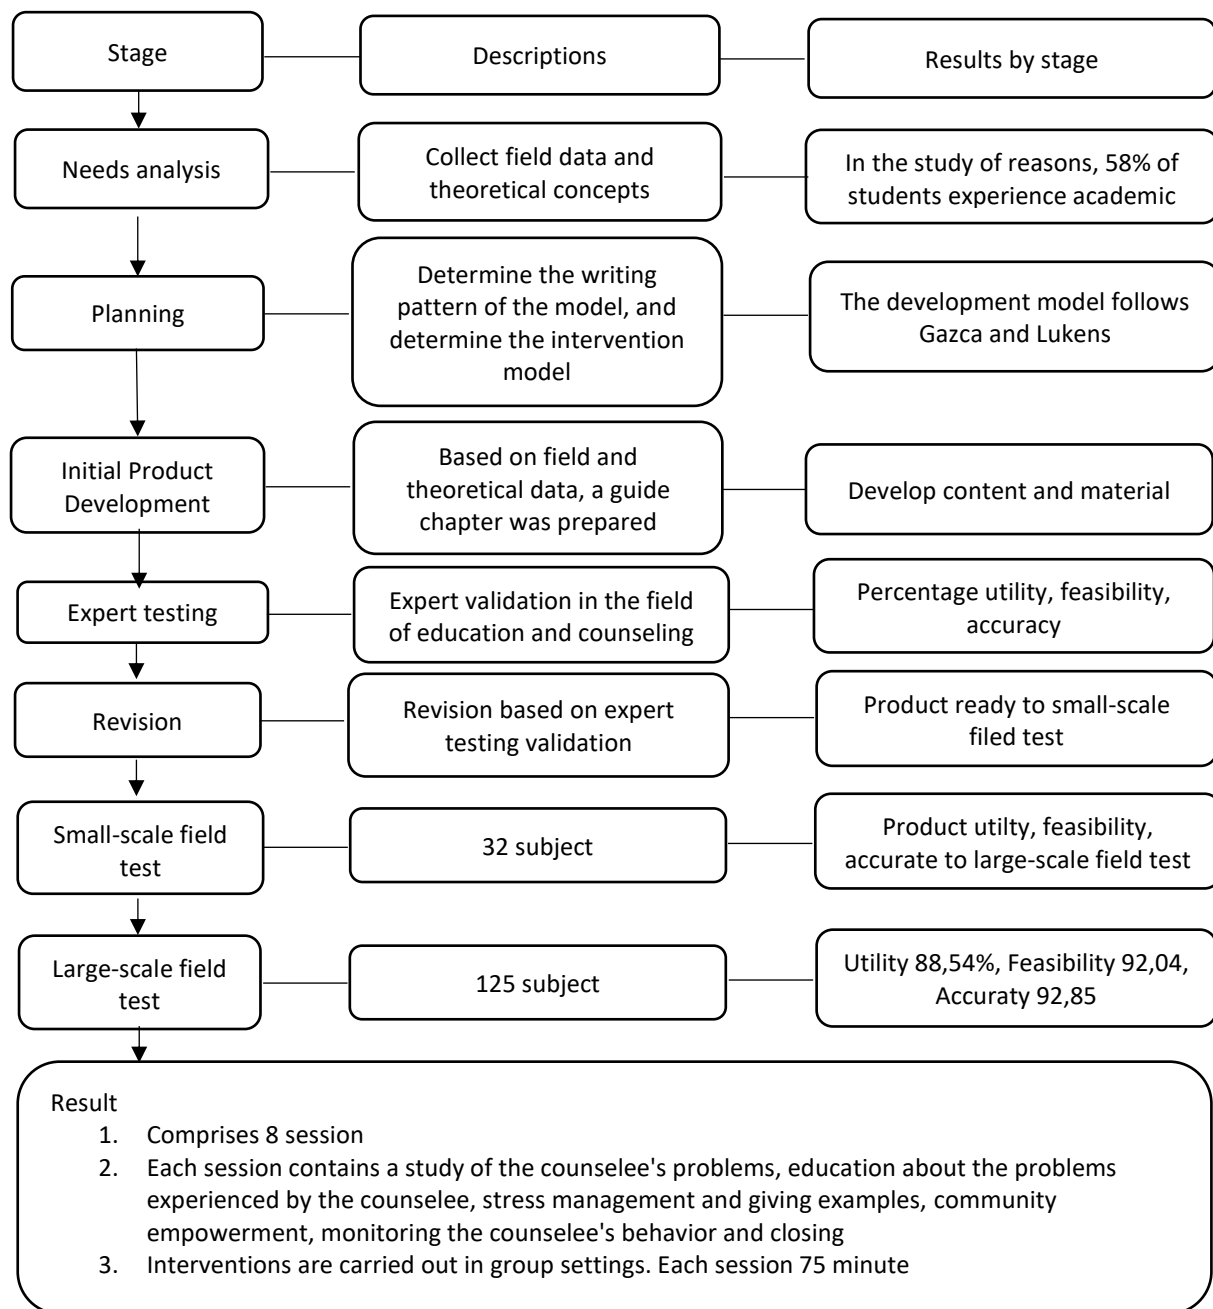 Stage
Descriptions
Results by stage
Needs analysis
Collect field data and
theoretical concepts
In the study of reasons, 58% of
students experience academic
Planning
Determine the writing
pattern of the model, and
determine the intervention
model
The development model follows
Gazca and Lukens
Initial Product
Development
Based on field and
theoretical data, a guide
chapter was prepared
Develop content and material
Expert testing
Expert validation in the field
of education and counseling
Percentage utility, feasibility,
accuracy
Revision
Revision based on expert
testing validation
Product ready to small-scale
filed test
Small-scale field
test
32 subject
Product utilty, feasibility,
accurate to large-scale field test
Large-scale field
test
125 subject
Utility 88,54%, Feasibility 92,04,
Accuraty 92,85
Result
1. Comprises 8 session
2. Each session contains a study of the counselee's problems, education about the problems
experienced by the counselee, stress management and giving examples, community
empowerment, monitoring the counselee's behavior and closing
3. Interventions are carried out in group settings. Each session 75 minute